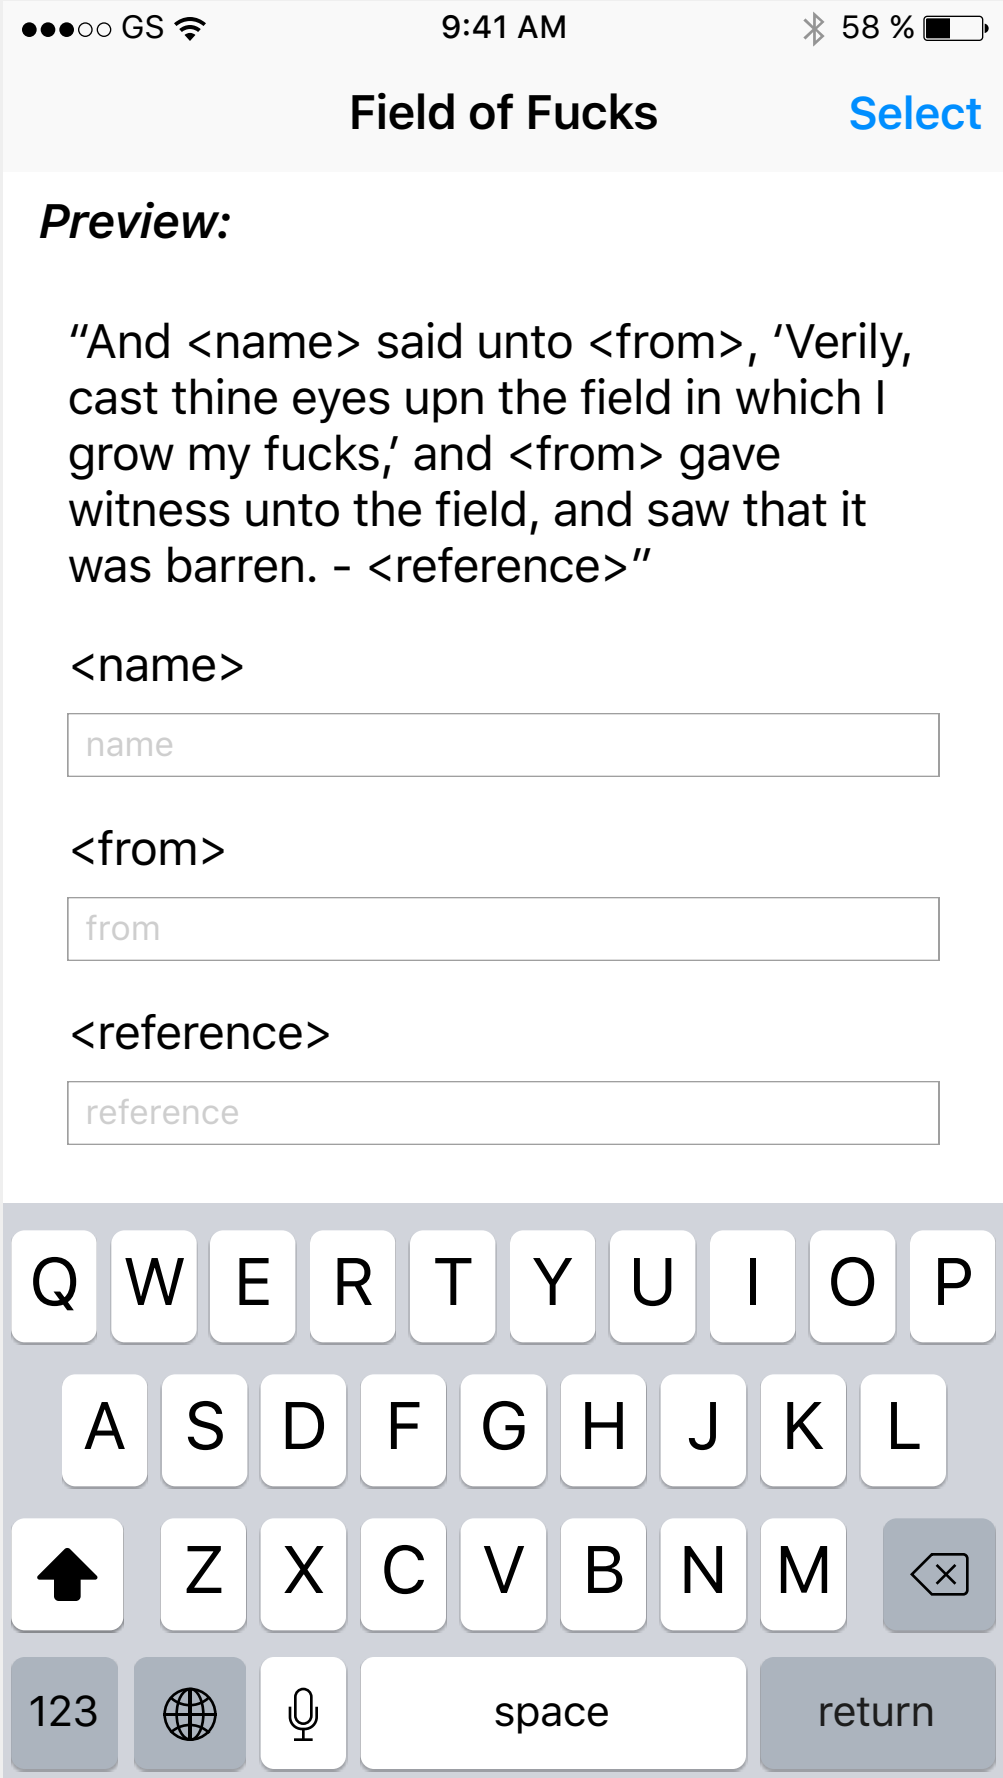 GS 9:41 AM 58 %
Field of Fucks Select
Preview:
“And <name> said unto <from>, ‘Verily,
cast thine eyes upn the field in which I
grow my fucks,’ and <from> gave
witness unto the field, and saw that it
was barren. - <reference>”
<name>
name
<from>
from
<reference>
reference
Q W E R T Y U I O P
A S D F G H J K L
Z X C V B N M
123 space return